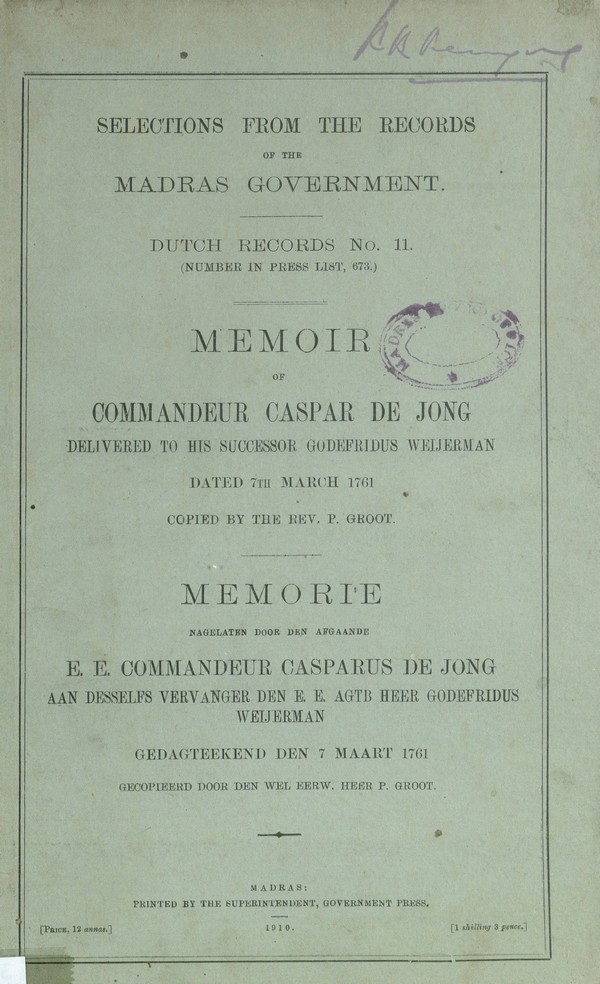 SELECTIONS FROM THE RECORDS
OF THE
MADRAS GOVERNMENT.
DUTCH RECORDS No. 11.
(NUMBER IN PRESS LIST, 673.)
MEMOIR
OF
COMMANDEUR CASPAR DE JONG
DELIVERED TO HIS SUCCESSOR GODEFRIDUS WEIJERMAN
DATED 7TH MARCH 1761
COPIED BY THE REV. P. GROOT.
MEMORIE
NAGELATEN DOOR DEN AFGAANDE
E. E. COMMANDEUR CASPARUS DE JONG
AAN DESSELFS VERVANGER DEN E. E. AGTB HEER GODEFRIDUS
WEIJERMAN
GEDAGTEEKEND DEN 7 MAART 1761
GECOPIEERD DOOR DEN WEL EERW. HEER P. GROOT.
MADRAS:
PRINTED BY THE SUPERINTENDENT, GOVERNMENT PRESS.
[PRICE, 12 annas.]
1910.
[1 shilling 3 pence.]